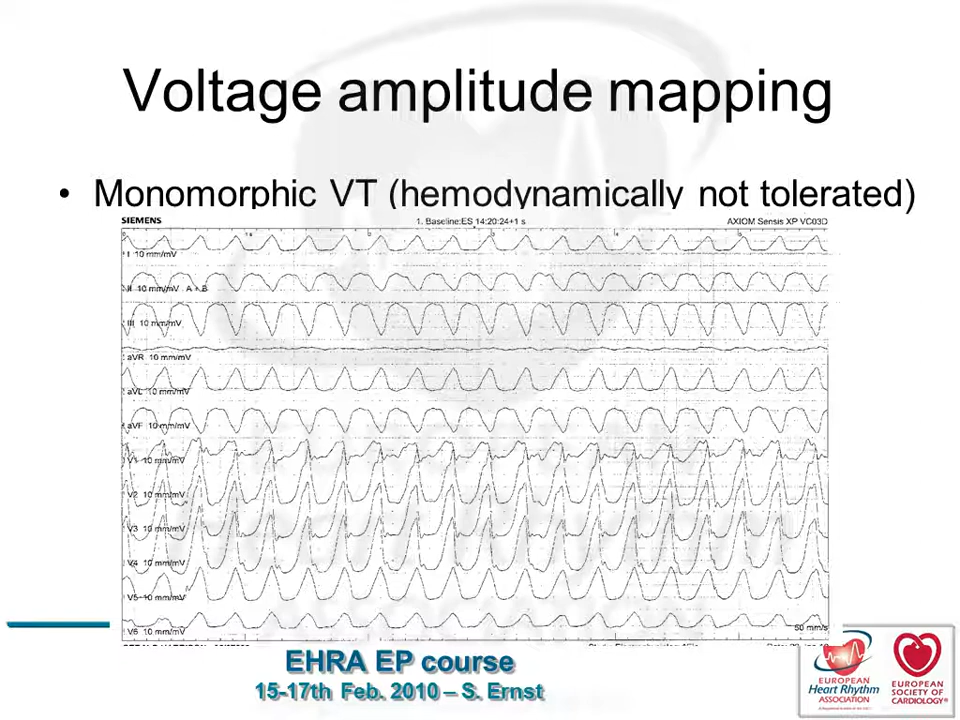 Voltage amplitude mapping
• Monomorphic VT (hemodynamically not tolerated)
SIEMENS 1. Baseline:ES 14:20:24+1 s AXIOM Sensis XP VC03D
I 10 mm/mV
II 10 mm/mV A + B
III 10 mm/mV
aVR 10 mm/mV
aVL 10 mm/mV
aVF 10 mm/mV
V1 10 mm/mV
V2 10 mm/mV
V3 10 mm/mV
V4 10 mm/mV
V5 10 mm/mV
V6 10 mm/mV 50 mm/s
EHRA EP course
15-17th Feb. 2010 – S. Ernst
EUROPEAN
Heart Rhythm
ASSOCIATION
EUROPEAN
SOCIETY OF
CARDIOLOGY®